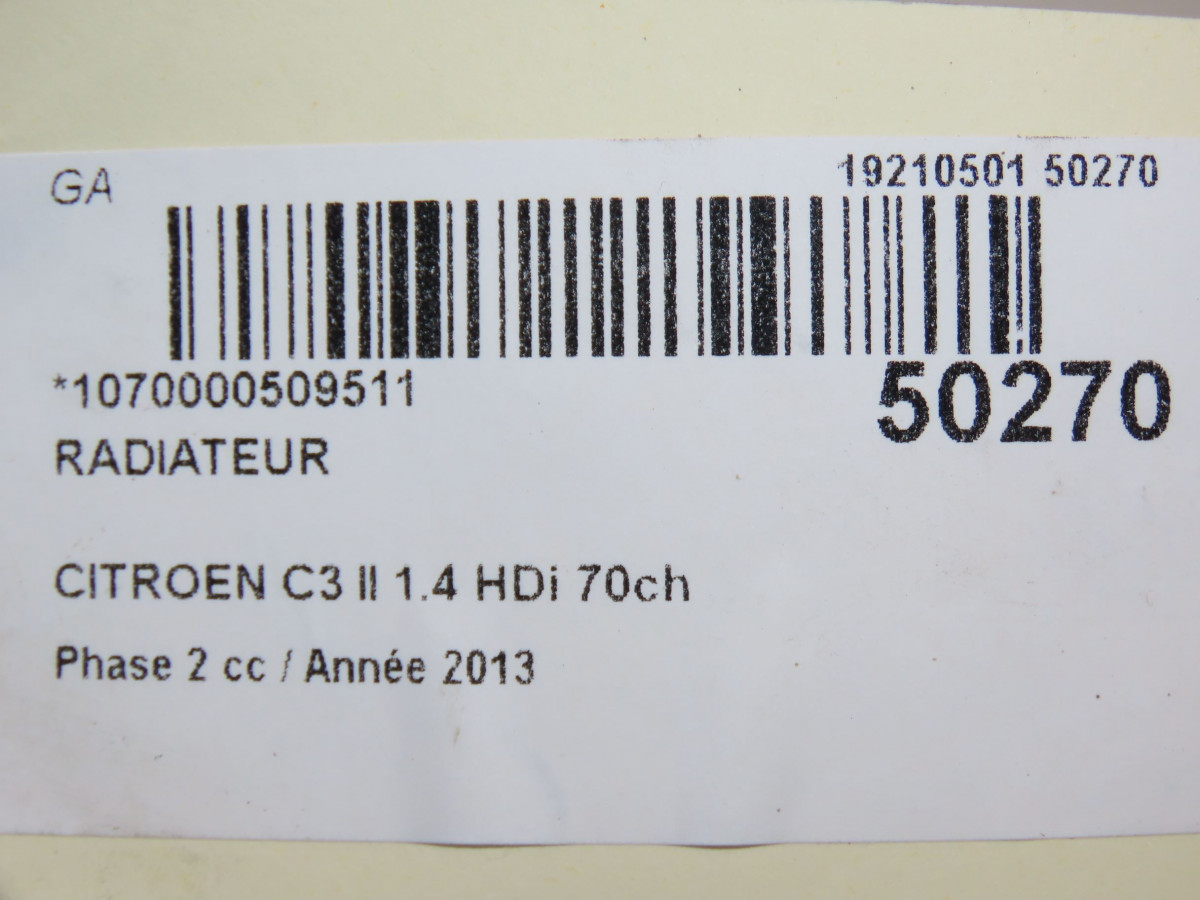 GA
19210501 50270
*1070000509511
50270
RADIATEUR
CITROEN C3 II 1.4 HDi 70ch
Phase 2 cc / Année 2013